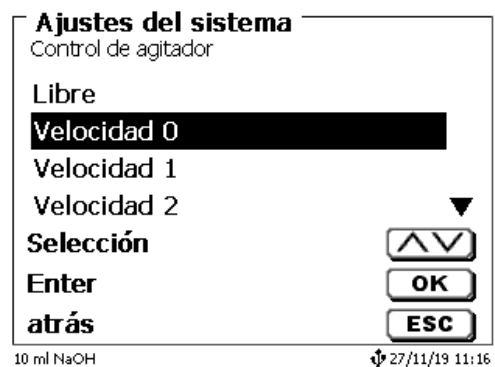 Ajustes del sistema
Control de agitador
Libre
Velocidad 0
Velocidad 1
Velocidad 2
Selección
Enter OK
atrás ESC
10 ml NaOH 27/11/19 11:16